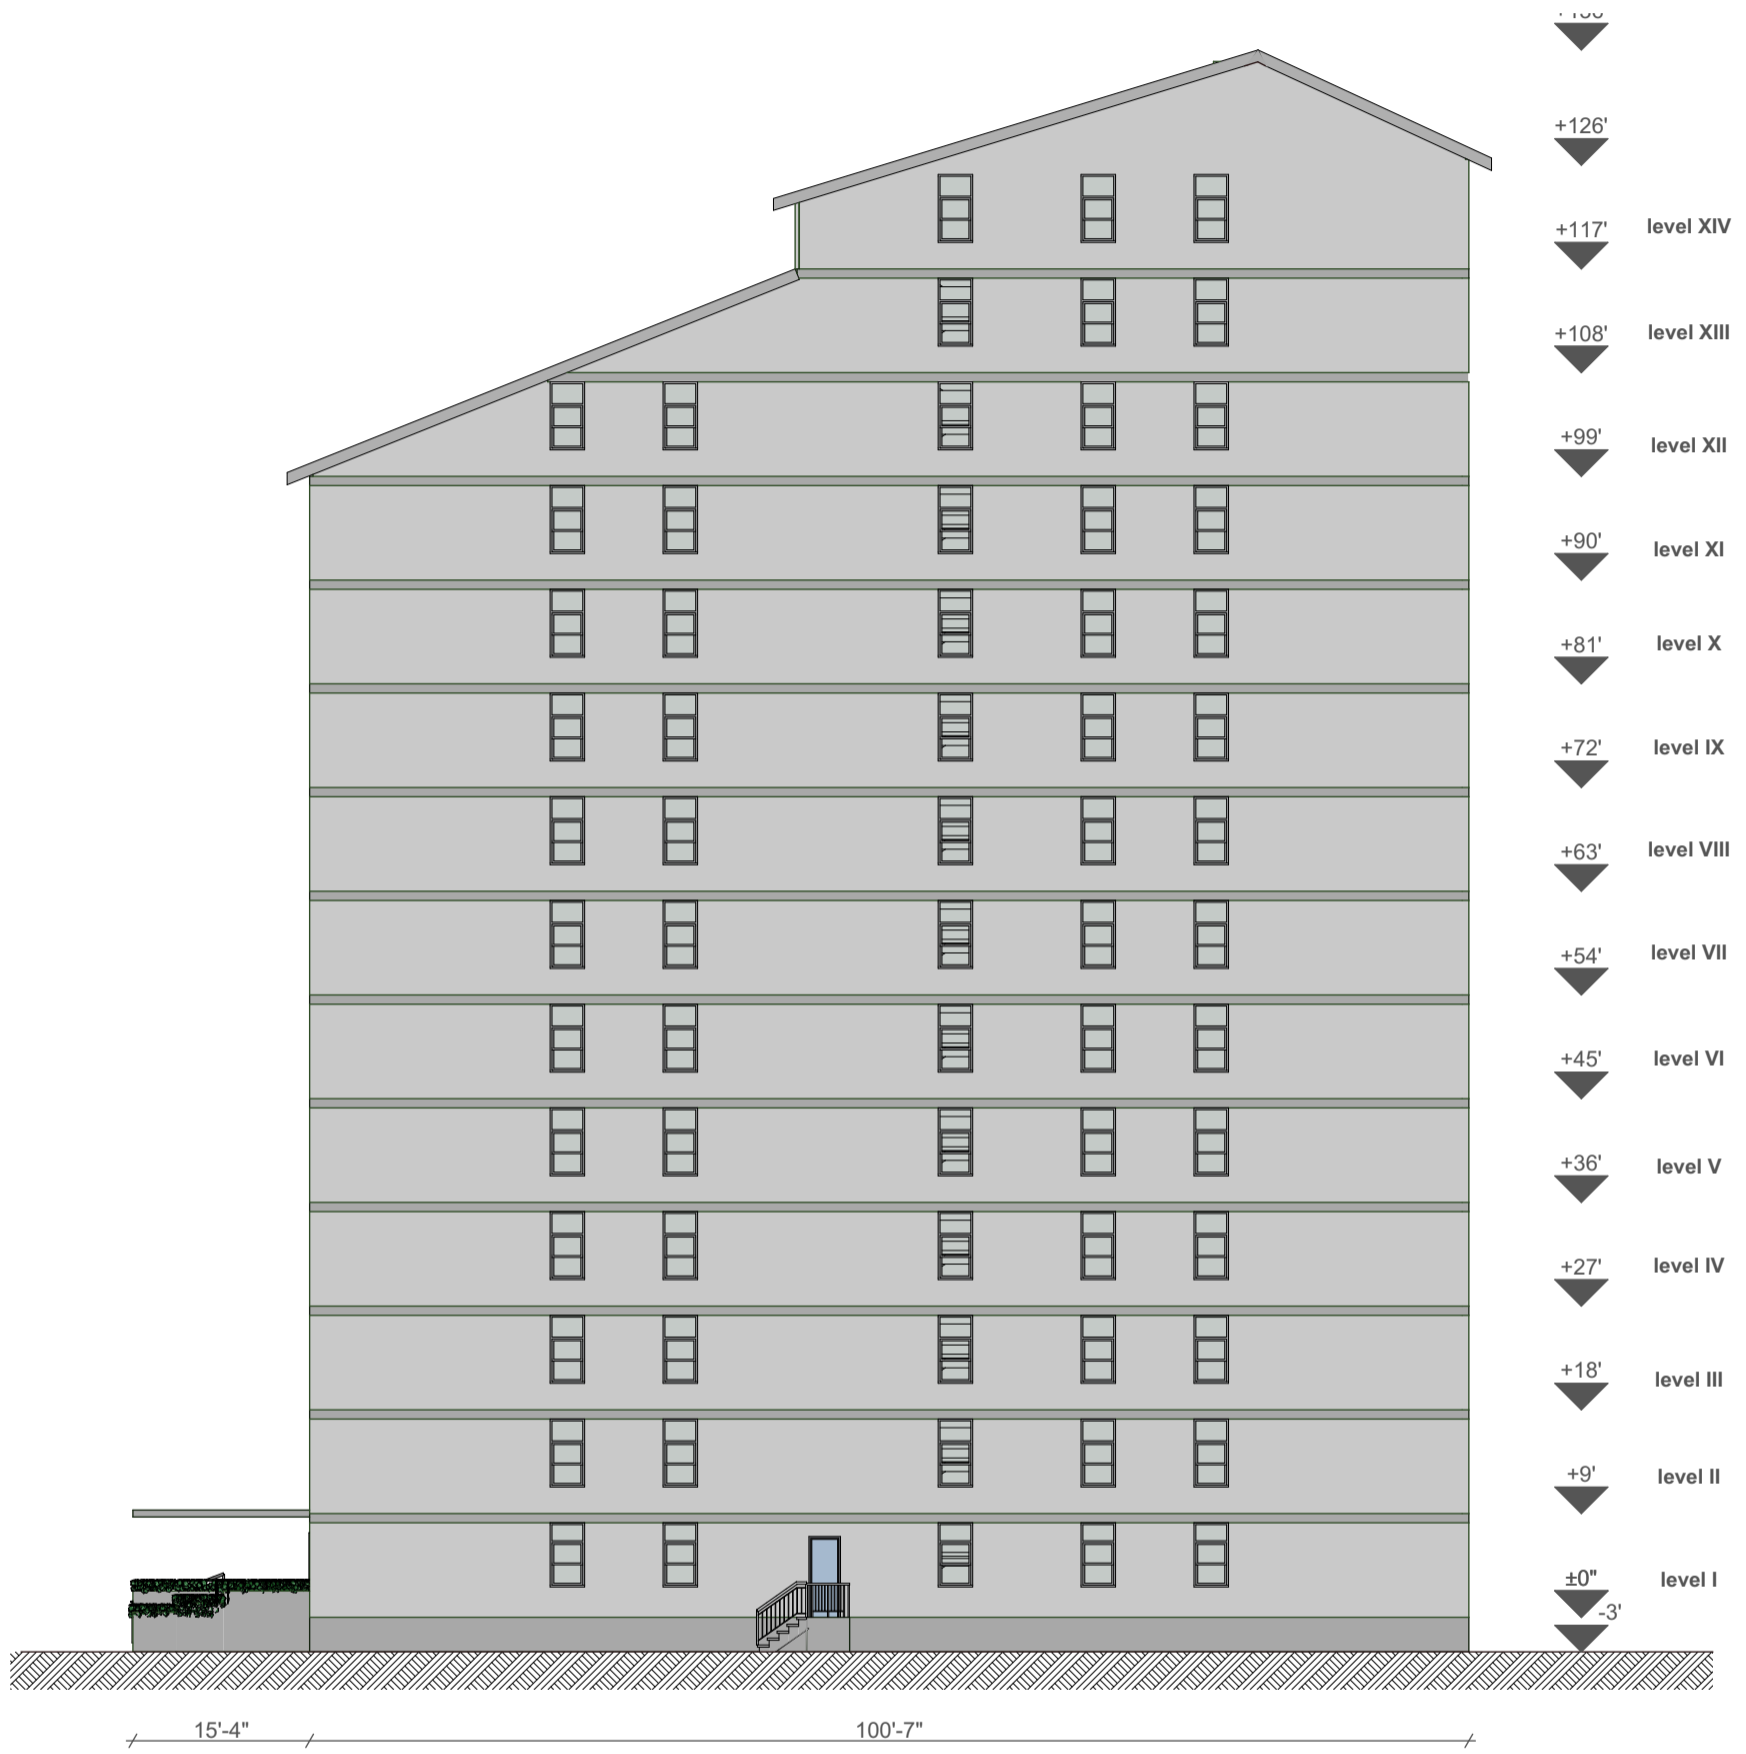 +126'
+117' level XIV
+108' level XIII
+99' level XII
+90' level XI
+81' level X
+72' level IX
+63' level VIII
+54' level VII
+45' level VI
+36' level V
+27' level IV
+18' level III
+9' level II
±0" level I
-3'
15'-4" 100'-7"